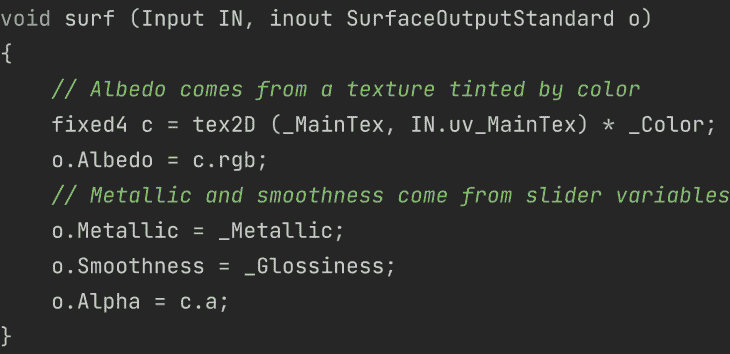 void surf (Input IN, inout SurfaceOutputStandard o)
{
    // Albedo comes from a texture tinted by color
    fixed4 c = tex2D (_MainTex, IN.uv_MainTex) * _Color;
    o.Albedo = c.rgb;
    // Metallic and smoothness come from slider variables
    o.Metallic = _Metallic;
    o.Smoothness = _Glossiness;
    o.Alpha = c.a;
}